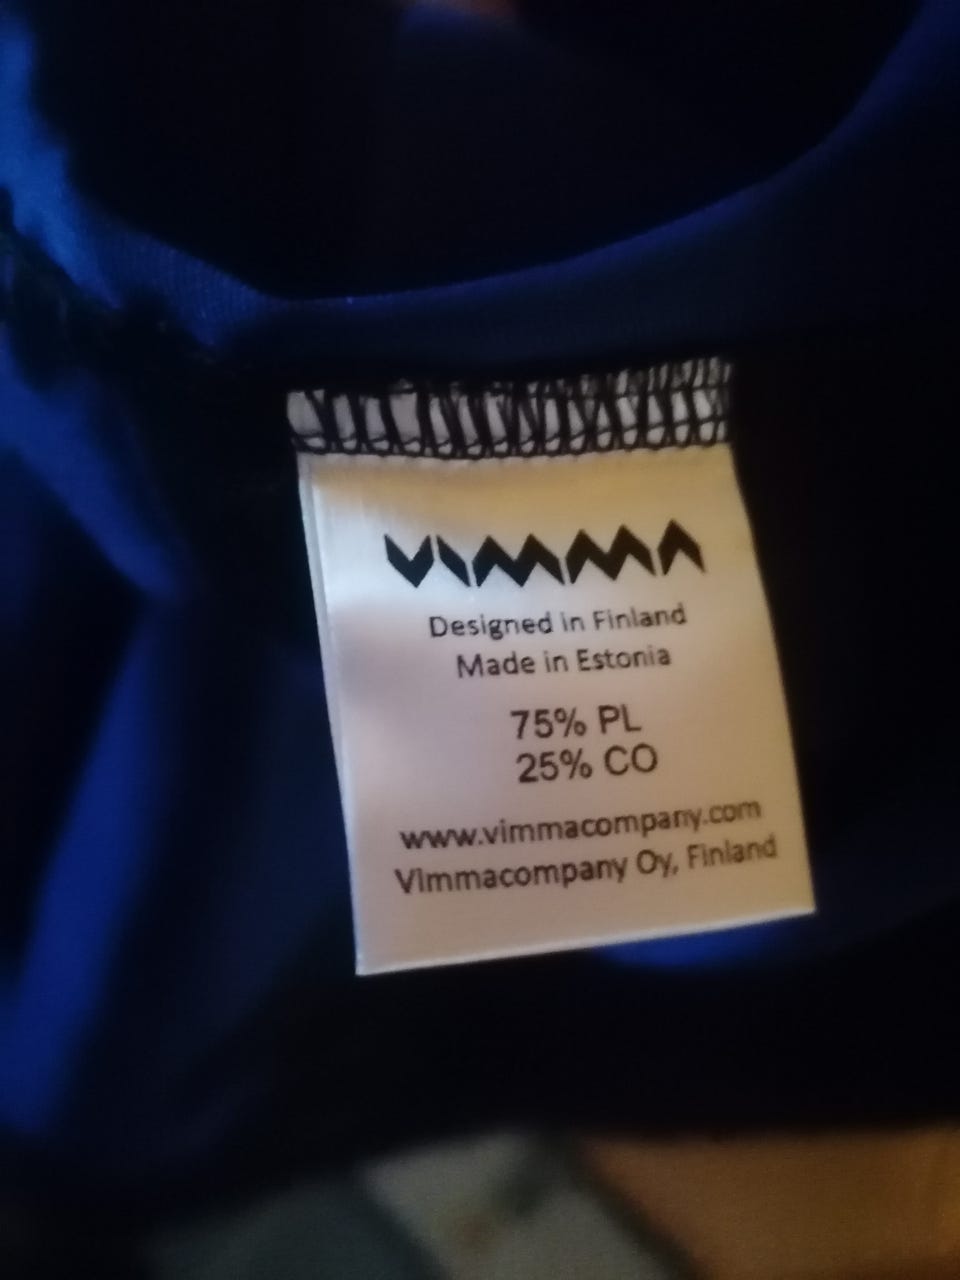 VIMMA
Designed in Finland
Made in Estonia
75% PL
25% CO
www.vimmacompany.com
Vimmacompany Oy, Finland